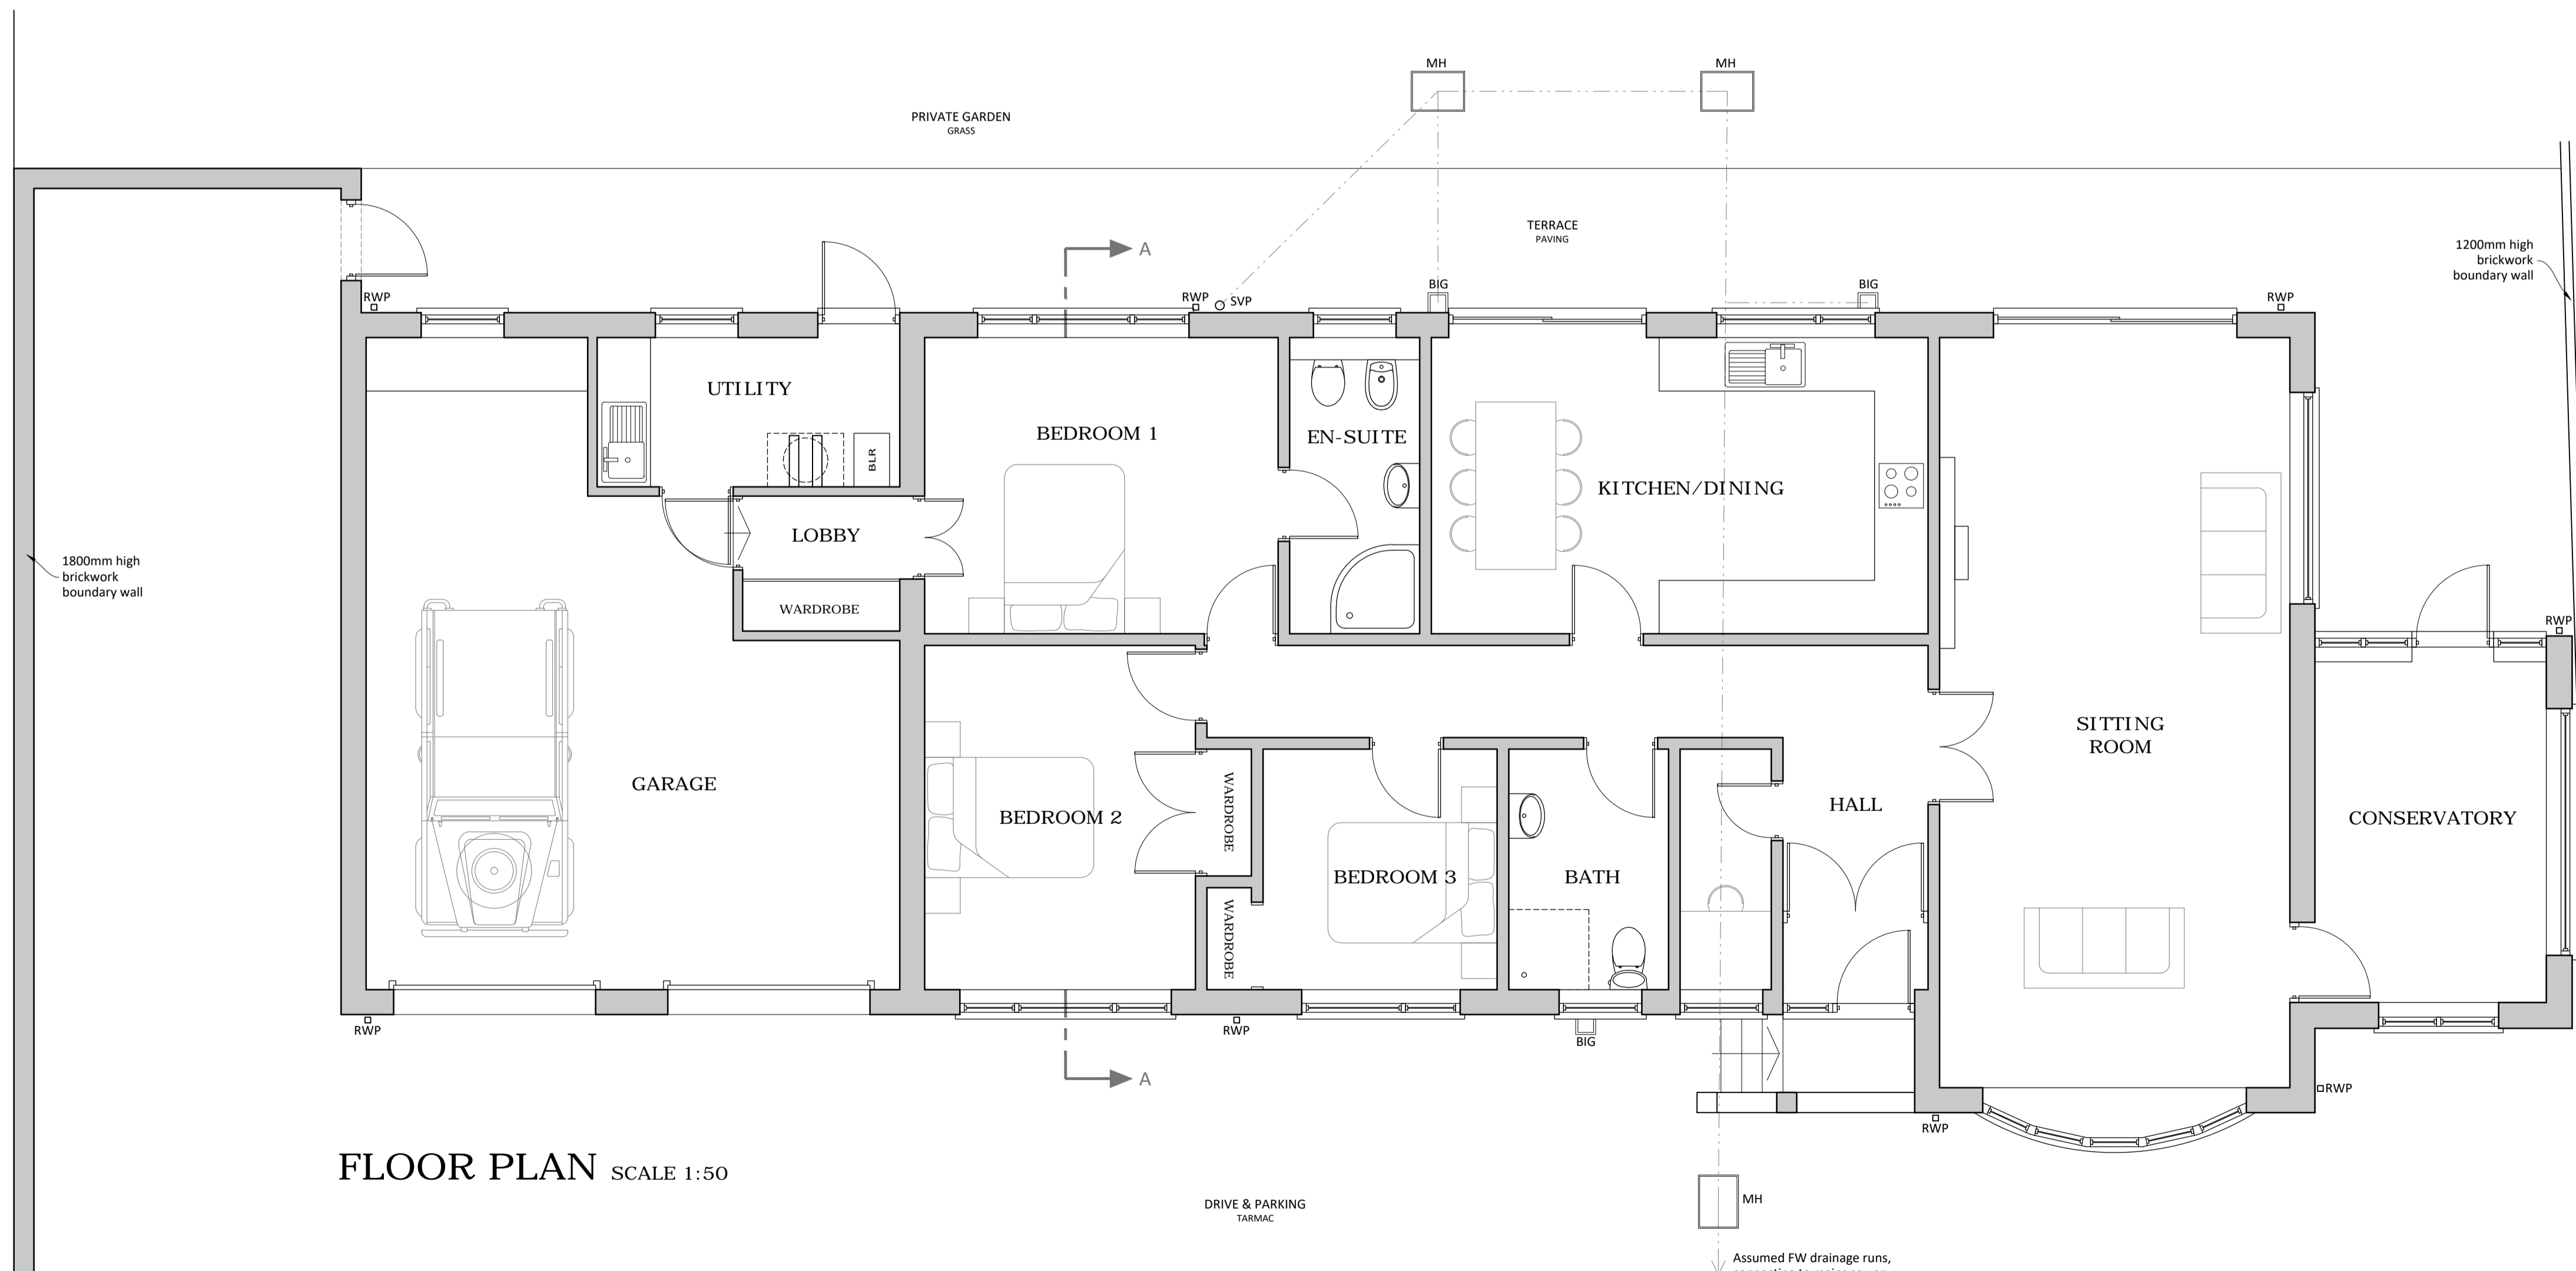 MH
MH
PRIVATE GARDEN
GRASS
TERRACE
PAVING
1200mm high
brickwork
boundary wall
A
RWP
RWP
SVP
BIG
BIG
RWP
UTILITY
BLR
BEDROOM 1
EN-SUITE
KITCHEN/DINING
LOBBY
WARDROBE
1800mm high
brickwork
boundary wall
RWP
GARAGE
BEDROOM 2
WARDROBE
WARDROBE
BEDROOM 3
BATH
HALL
SITTING
ROOM
CONSERVATORY
RWP
RWP
BIG
A
RWP
RWP
FLOOR PLAN SCALE 1:50
DRIVE & PARKING
TARMAC
MH
Assumed FW drainage runs,